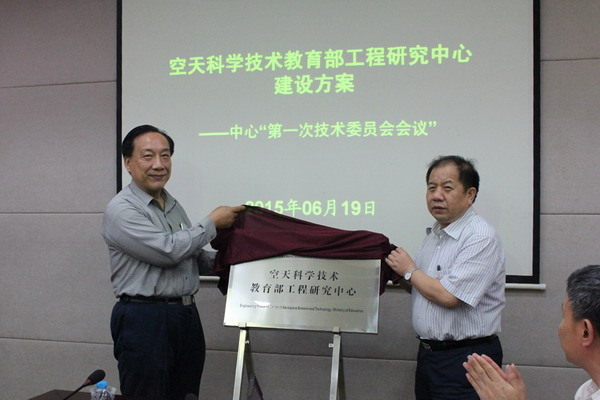 空天科学技术教育部工程研究中心
建设方案
——中心“第一次技术委员会会议”
2015年06月19日
空天科学技术
教育部工程研究中心